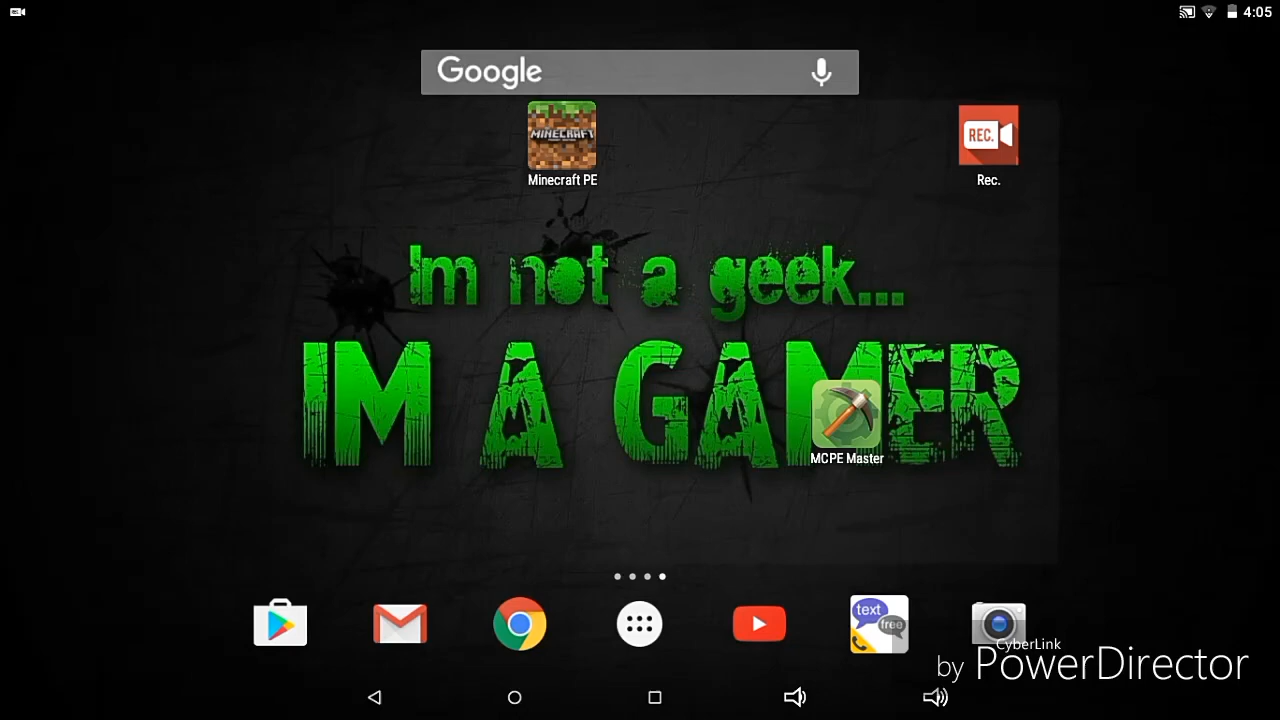 REC
4:05
Google
MINECRAFT
REC.
Minecraft PE
Rec.
Im not a geek...
IM A GAMER
MCPE Master
text
free
CyberLink
by PowerDirector